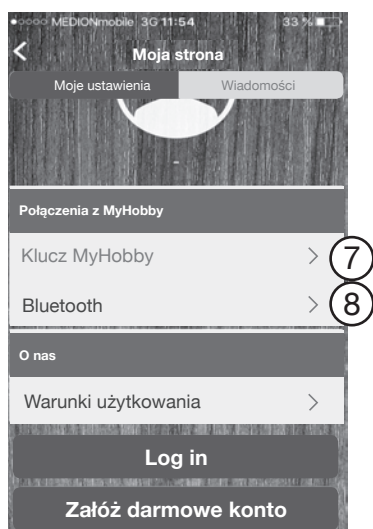 MEDIONmobile 3G 11:54 33 %
Moja strona
Moje ustawienia Wiadomości
-
Połączenia z MyHobby
Klucz MyHobby 7
Bluetooth 8
O nas
Warunki użytkowania
Log in
Załóż darmowe konto